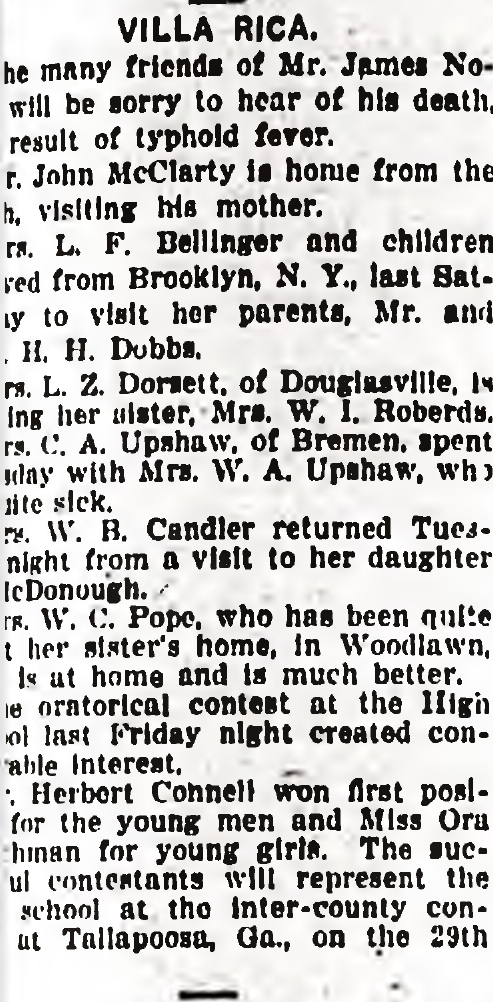 VILLA RICA.
he many friends of Mr. James No-
will be sorry to hear of his death,
result of typhoid fever.
r. John McClarty is home from the
h, visiting his mother.
rs. L. F. Bellinger and children
ved from Brooklyn, N. Y., last Sat-
ay to visit her parents, Mr. and
. H. H. Dobbs.
rs. L. Z. Dorsett, of Douglasville, is
ing her sister, Mrs. W. I. Roberds.
rs. C. A. Upshaw, of Bremen, spent
day with Mrs. W. A. Upshaw, who
uite sick.
rs. W. B. Candler returned Tues-
night from a visit to her daughter
McDonough.
rs. W. C. Pope, who has been quite
t her sister's home, in Woodlawn,
is at home and is much better.
he oratorical contest at the High
ool last Friday night created con-
able interest.
r. Herbert Connell won first posi-
for the young men and Miss Ora
hman for young girls. The suc-
ul contestants will represent the
school at the inter-county con-
at Tallapoosa, Ga., on the 29th